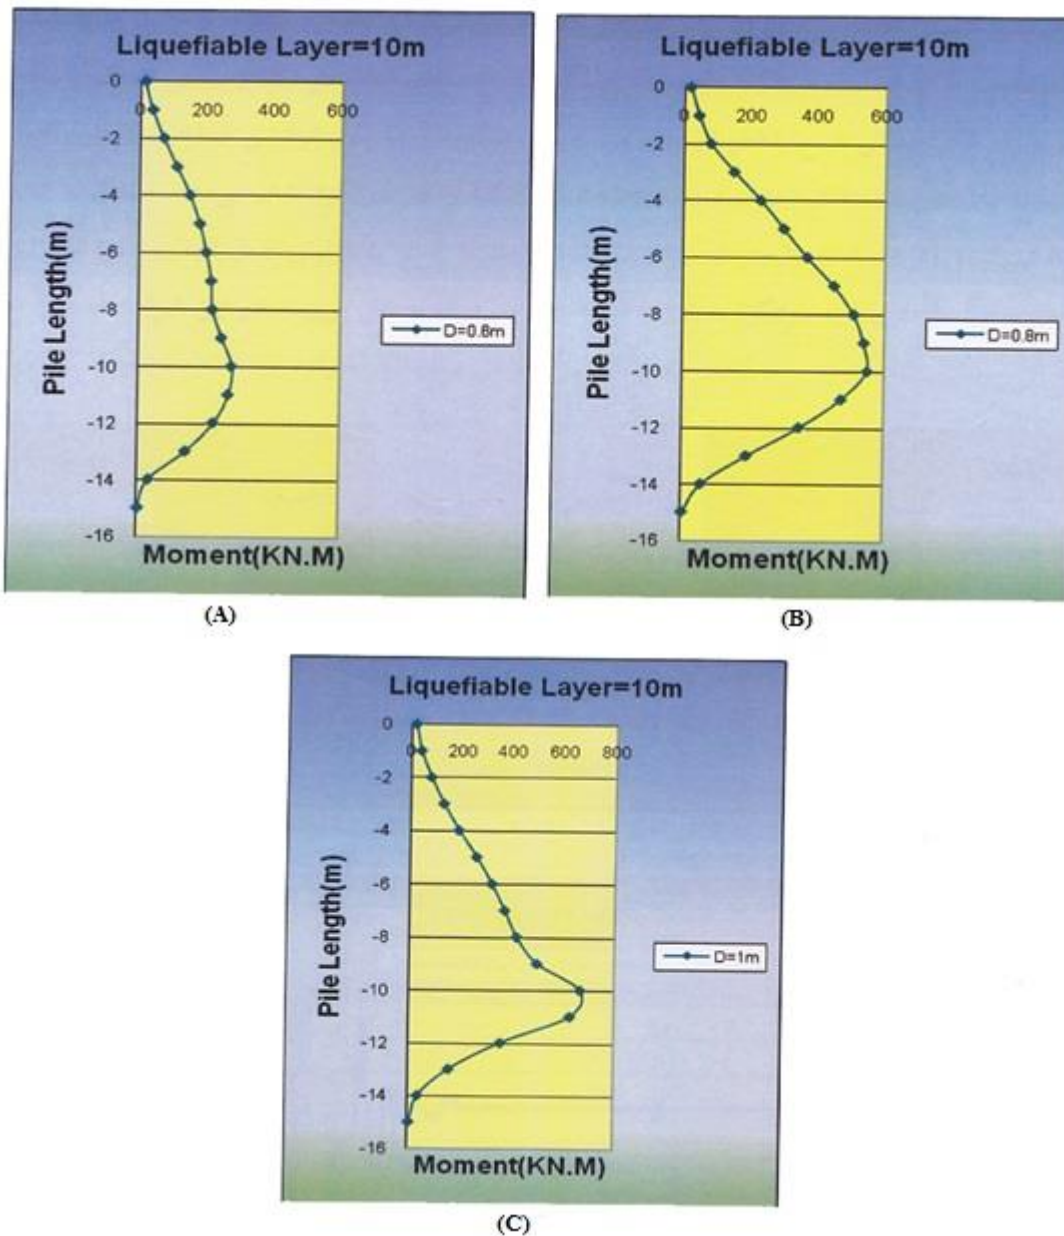 Liquefiable Layer=10m
0
0 200 400 600
-2
-4
-6
-8
-10
-12
-14
-16
Pile Length(m)
D=0.6m
Moment(KN.M)
(A)
Liquefiable Layer=10m
0
0 200 400 600
-2
-4
-6
-8
-10
-12
-14
-16
Pile Length(m)
D=0.8m
Moment(KN.M)
(B)
Liquefiable Layer=10m
0
0 200 400 600 800
-2
-4
-6
-8
-10
-12
-14
-16
Pile Length(m)
D=1m
Moment(KN.M)
(C)